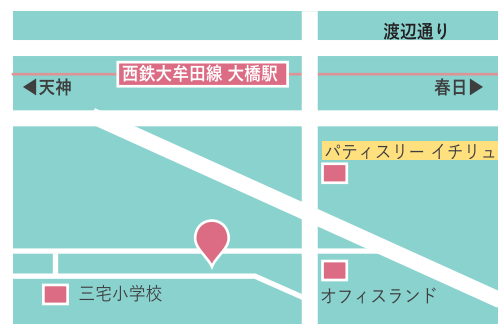 渡辺通り
西鉄大牟田線 大橋駅
◀天神
春日▶
パティスリー イチリュ
三宅小学校
オフィスランド